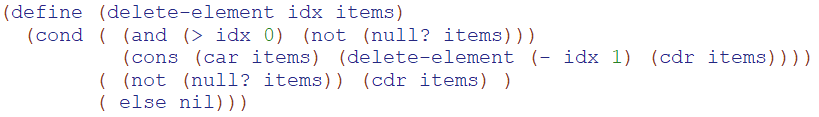 (define (delete-element idx items)
  (cond ( (and (> idx 0) (not (null? items)))
          (cons (car items) (delete-element (- idx 1) (cdr items))))
        ( (not (null? items)) (cdr items) )
        ( else nil)))